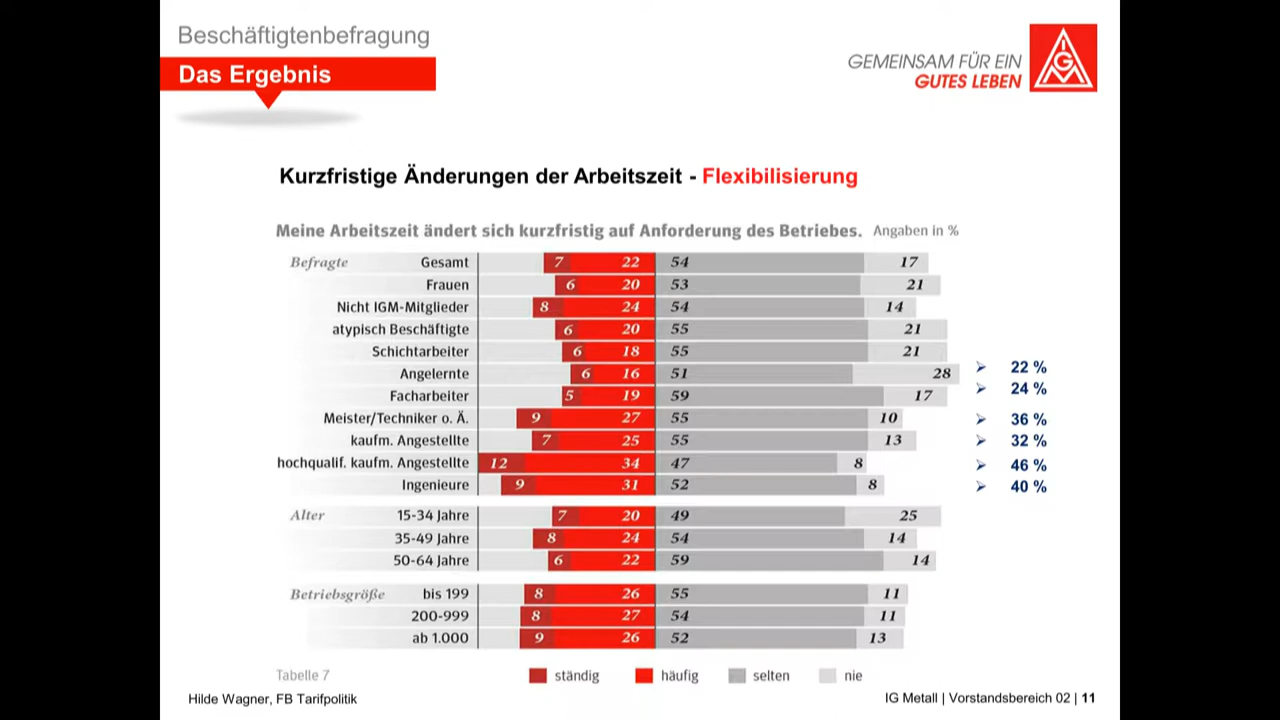 Beschäftigtenbefragung
Das Ergebnis
GEMEINSAM FÜR EIN
GUTES LEBEN
IGM
Kurzfristige Änderungen der Arbeitszeit - Flexibilisierung
Meine Arbeitszeit ändert sich kurzfristig auf Anforderung des Betriebes. Angaben in %
Befragte Gesamt 7 22 54 17
Frauen 6 20 53 21
Nicht IGM-Mitglieder 8 24 54 14
atypisch Beschäftigte 6 20 55 21
Schichtarbeiter 6 18 55 21
Angelernte 6 16 51 28 ➢ 22 %
Facharbeiter 5 19 59 17 ➢ 24 %
Meister/Techniker o. Ä. 9 27 55 10 ➢ 36 %
kaufm. Angestellte 7 25 55 13 ➢ 32 %
hochqualif. kaufm. Angestellte 12 34 47 8 ➢ 46 %
Ingenieure 9 31 52 8 ➢ 40 %
Alter 15-34 Jahre 7 20 49 25
35-49 Jahre 8 24 54 14
50-64 Jahre 6 22 59 14
Betriebsgröße bis 199 8 26 55 11
200-999 8 27 54 11
ab 1.000 9 26 52 13
Tabelle 7 ständig häufig selten nie
Hilde Wagner, FB Tarifpolitik
IG Metall | Vorstandsbereich 02 | 11